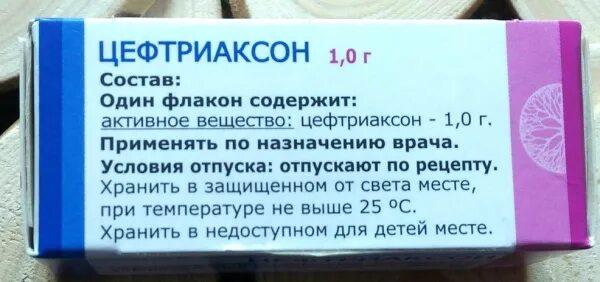 ЦЕФТРИАКСОН 1,0 г
Состав:
Один флакон содержит:
активное вещество: цефтриаксон - 1,0 г.
Применять по назначению врача.
Условия отпуска: отпускают по рецепту.
Хранить в защищенном от света месте,
при температуре не выше 25 ºС.
Хранить в недоступном для детей месте.
ЦЕФТРИАКСОН